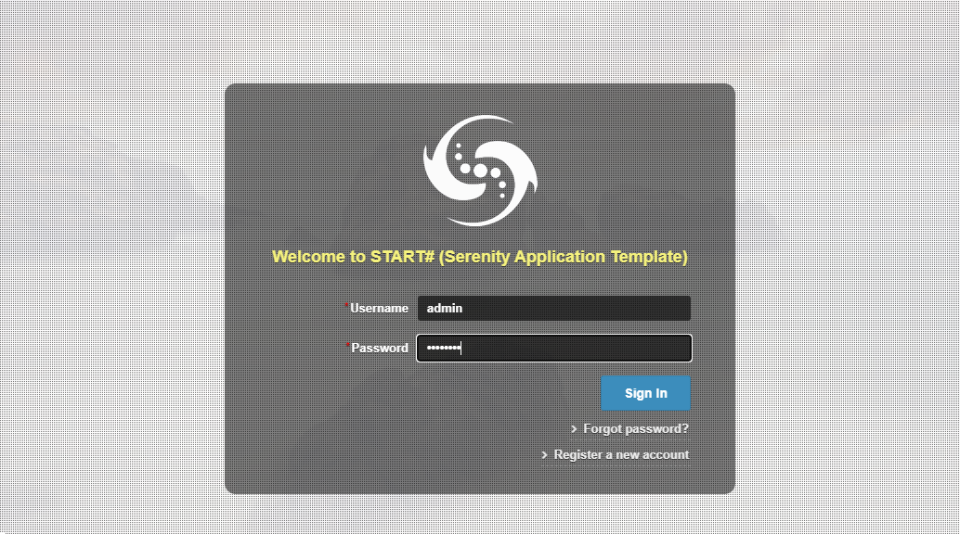 Welcome to START# (Serenity Application Template)
*Username admin
*Password ••••••••
Sign In
> Forgot password?
> Register a new account